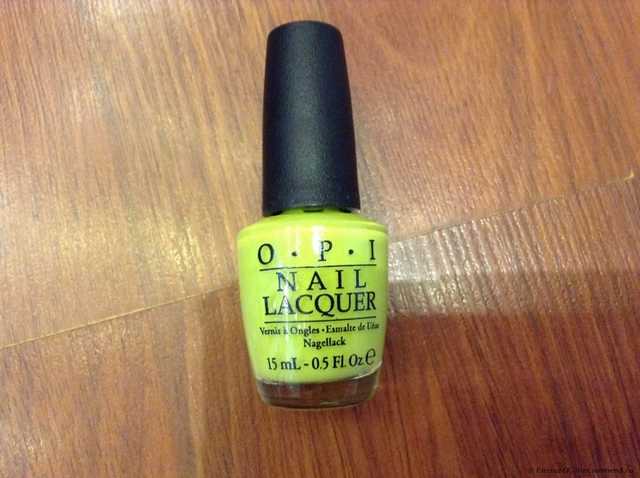 O·P·I
NAIL
LACQUER
Vernis à Ongles • Esmalte de Uñas
Nagellack
15 mL - 0.5 Fl. Oz. ℮